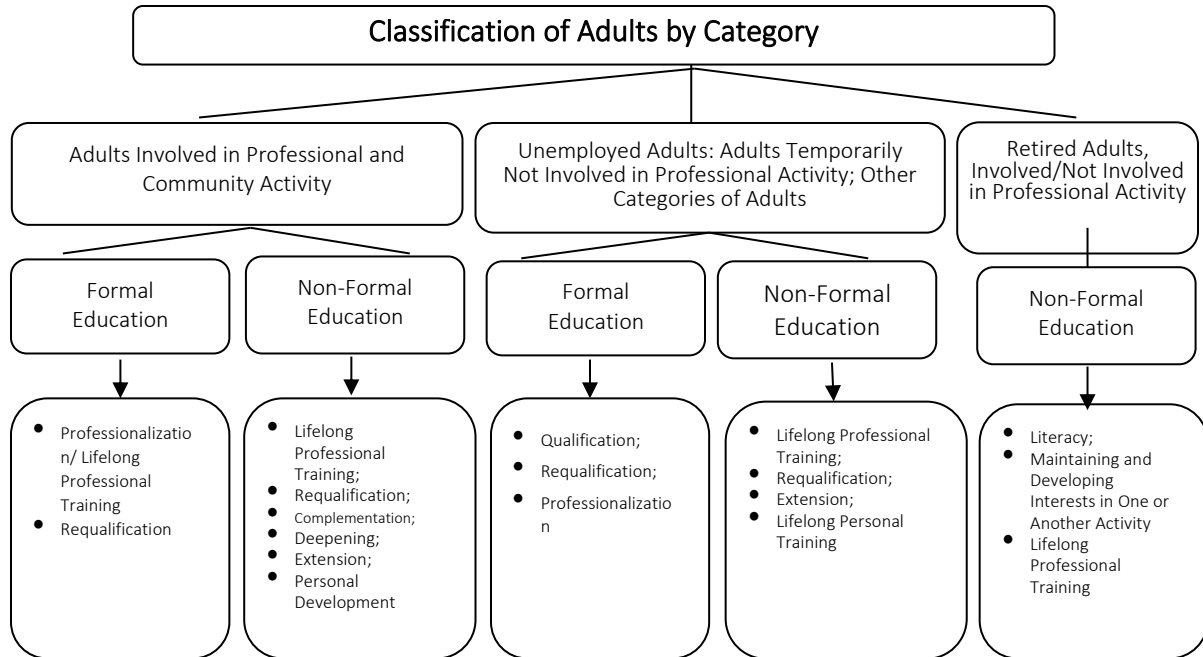 Classification of Adults by Category
Adults Involved in Professional and
Community Activity
Unemployed Adults: Adults Temporarily
Not Involved in Professional Activity; Other
Categories of Adults
Retired Adults,
Involved/Not Involved
in Professional Activity
Formal
Education
Non-Formal
Education
Formal
Education
Non-Formal
Education
Non-Formal
Education
● Professionalizatio
n/ Lifelong
Professional
Training
● Requalification
● Lifelong
Professional
Training;
● Requalification;
● Complementation;
● Deepening;
● Extension;
● Personal
Development
● Qualification;
● Requalification;
● Professionalizatio
n
● Lifelong Professional
Training;
● Requalification;
● Extension;
● Lifelong Personal
Training
● Literacy;
● Maintaining and
Developing
Interests in One or
Another Activity
● Lifelong
Professional
Training